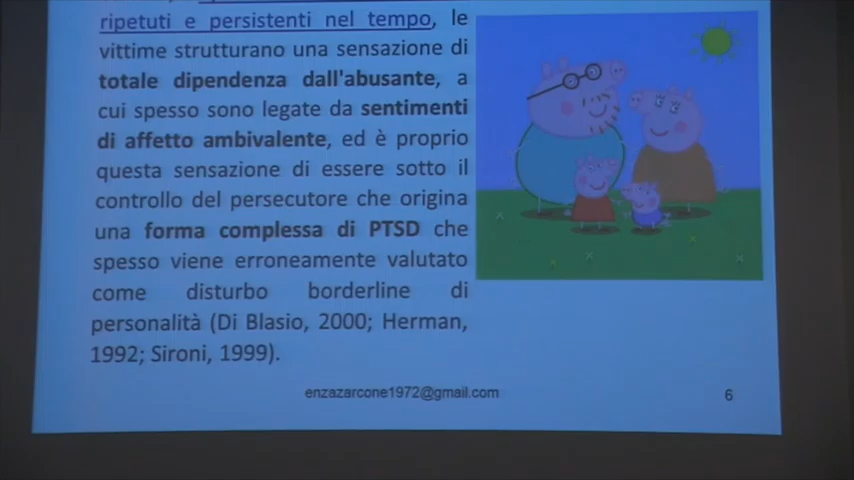 ripetuti e persistenti nel tempo, le
vittime strutturano una sensazione di
totale dipendenza dall'abusante, a
cui spesso sono legate da sentimenti
di affetto ambivalente, ed è proprio
questa sensazione di essere sotto il
controllo del persecutore che origina
una forma complessa di PTSD che
spesso viene erroneamente valutato
come disturbo borderline di
personalità (Di Blasio, 2000; Herman,
1992; Sironi, 1999).
enzazarcone1972@gmail.com
6